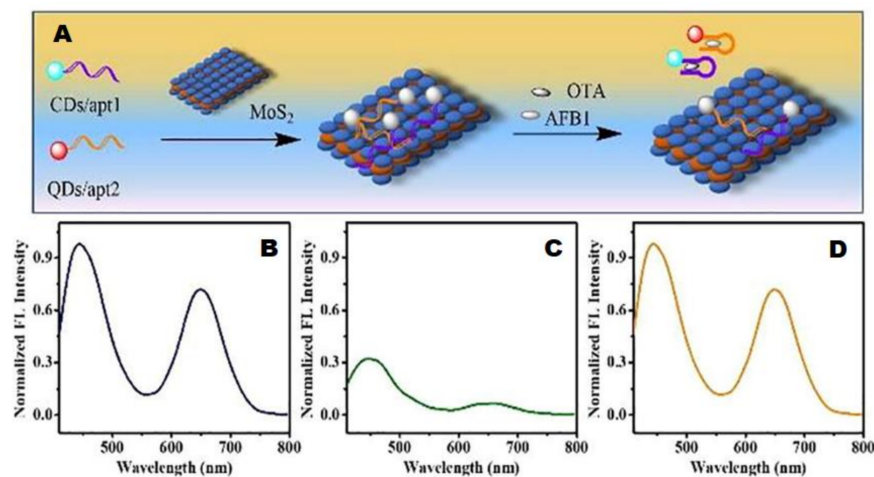 A
CDs/apt1
QDs/apt2
MoS2
OTA
AFB1
B
Normalized FL Intensity
0.9
0.6
0.3
0.0
500 600 700 800
Wavelength (nm)
C
Normalized FL Intensity
0.9
0.6
0.3
0.0
500 600 700 800
Wavelength (nm)
D
Normalized FL Intensity
0.9
0.6
0.3
0.0
500 600 700 800
Wavelength (nm)